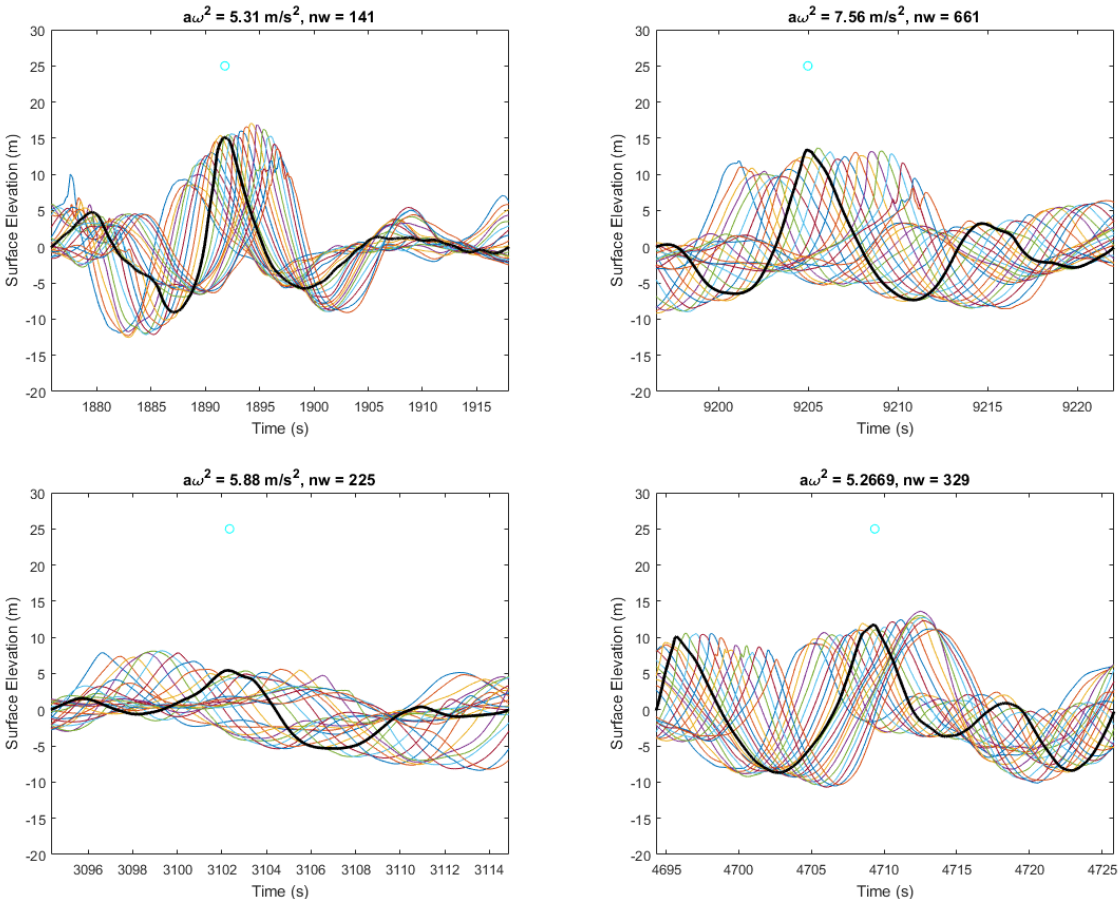 aω² = 5.31 m/s², nw = 141
30
25
20
15
10
5
0
-5
-10
-15
-20
Surface Elevation (m)
1880 1885 1890 1895 1900 1905 1910 1915
Time (s)
aω² = 7.56 m/s², nw = 661
30
25
20
15
10
5
0
-5
-10
-15
-20
Surface Elevation (m)
9200 9205 9210 9215 9220
Time (s)
aω² = 5.88 m/s², nw = 225
30
25
20
15
10
5
0
-5
-10
-15
-20
Surface Elevation (m)
3096 3098 3100 3102 3104 3106 3108 3110 3112 3114
Time (s)
aω² = 5.2669, nw = 329
30
25
20
15
10
5
0
-5
-10
-15
-20
Surface Elevation (m)
4695 4700 4705 4710 4715 4720 4725
Time (s)